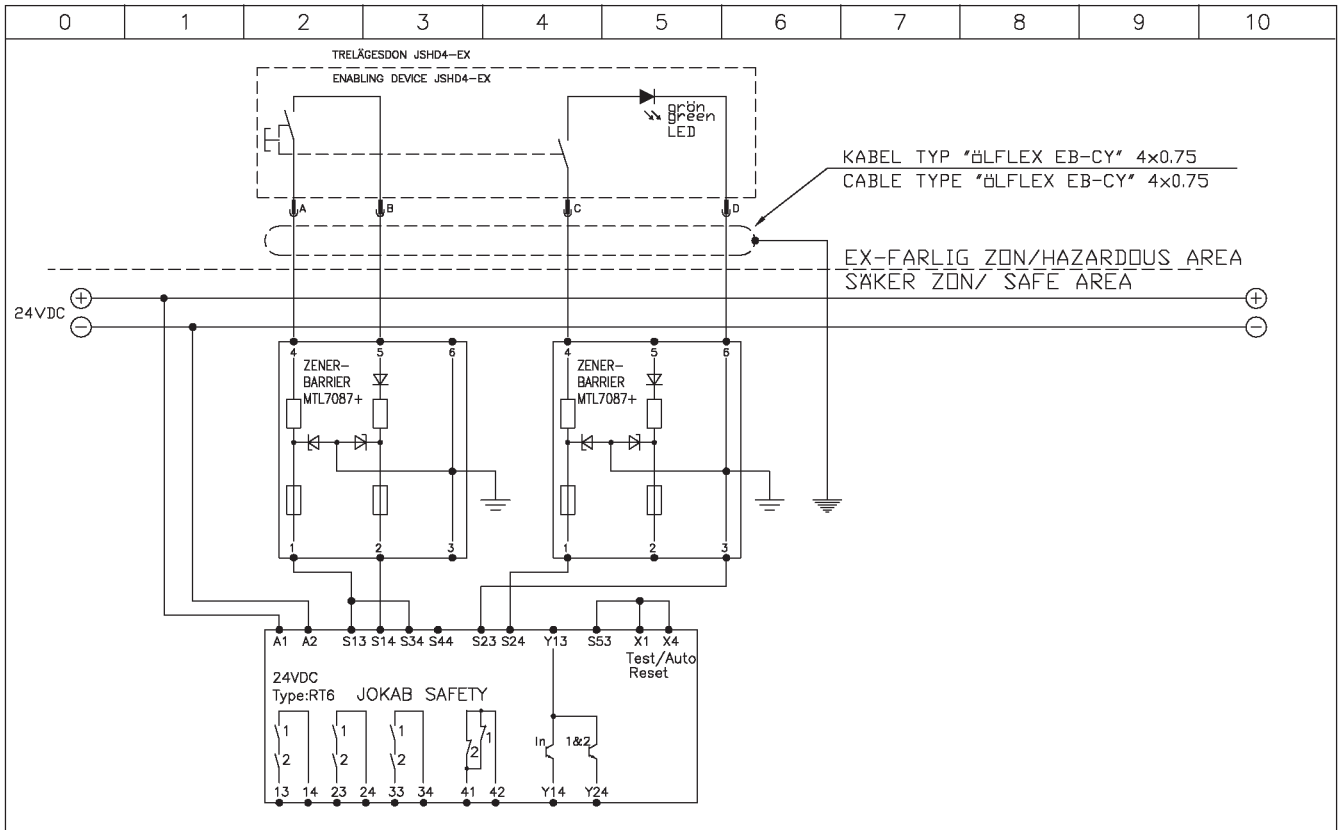 0 1 2 3 4 5 6 7 8 9 10
TRELÄGESDON JSHD4-EX
ENABLING DEVICE JSHD4-EX
grön
green
LED
KABEL TYP "ÖLFLEX EB-CY" 4x0.75
CABLE TYPE "ÖLFLEX EB-CY" 4x0.75
A B C D
EX-FARLIG ZON/HAZARDOUS AREA
SÄKER ZON/ SAFE AREA
24VDC + - + -
4 5 6 4 5 6
ZENER-
BARRIER
MTL7087+
ZENER-
BARRIER
MTL7087+
1 2 3 1 2 3
A1 A2 S13 S14 S34 S44 S23 S24 Y13 S53 X1 X4
Test/Auto
Reset
24VDC
Type:RT6 JOKAB SAFETY
1 1 1 2 1 In 1&2
2 2 2
13 14 23 24 33 34 41 42 Y14 Y24